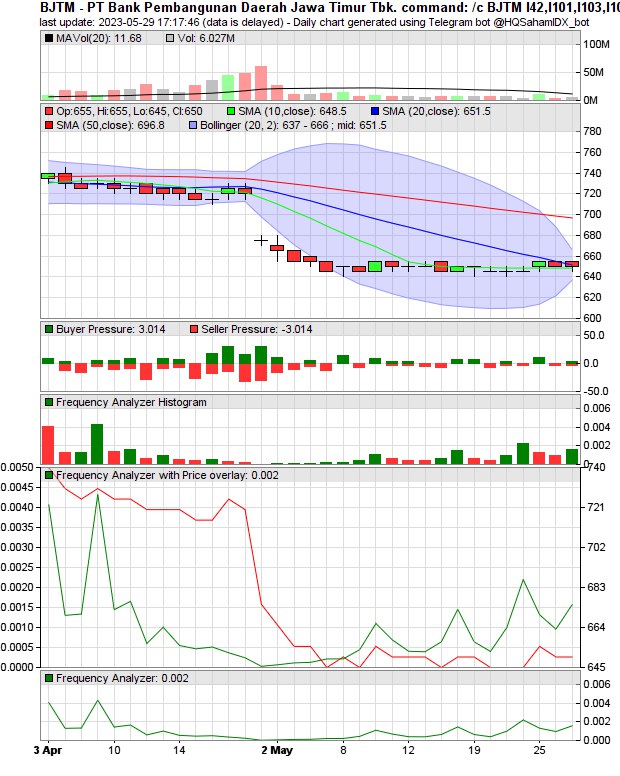 BJTM - PT Bank Pembangunan Daerah Jawa Timur Tbk. command: /c BJTM I42,I101,I103,I10
last update: 2023-05-29 17:17:46 (data is delayed) - Daily chart generated using Telegram bot @HQSahamIDX_bot
MAVol(20): 11.68 Vol: 6.027M
100M
50M
0M
Op:655, Hi:655, Lo:645, Cl:650 SMA (10,close): 648.5 SMA (20,close): 651.5
SMA (50,close): 696.8 Bollinger (20, 2): 637 - 666 ; mid: 651.5
780
760
740
720
700
680
660
640
620
600
Buyer Pressure: 3.014 Seller Pressure: -3.014
50.0
0.0
-50.0
Frequency Analyzer Histogram
0.006
0.004
0.002
0.000
Frequency Analyzer with Price overlay: 0.002
0.0050
0.0045
0.0040
0.0035
0.0030
0.0025
0.0020
0.0015
0.0010
0.0005
0.0000
740
721
702
683
664
645
Frequency Analyzer: 0.002
0.006
0.004
0.002
0.000
3 Apr 10 14 2 May 8 12 19 25